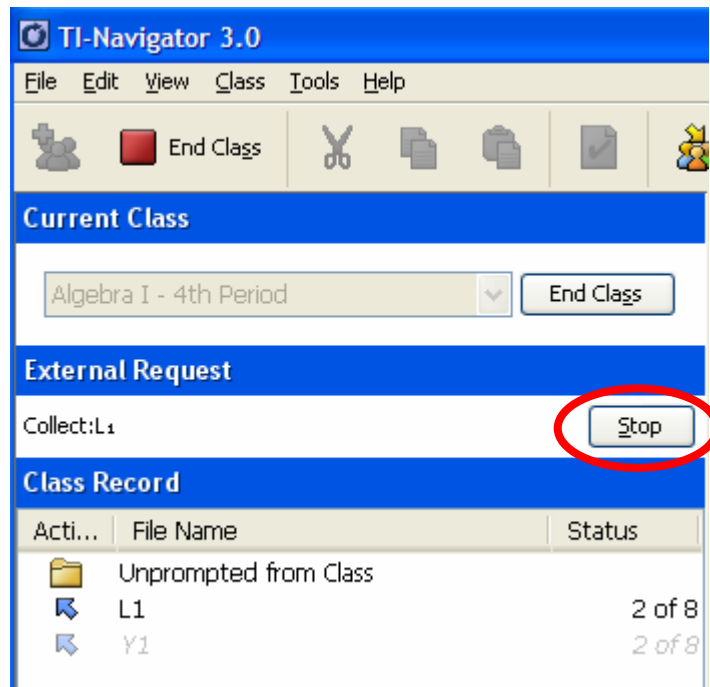 TI-Navigator 3.0
File Edit View Class Tools Help
End Class
Current Class
Algebra I - 4th Period End Class
External Request
Collect:L₁ Stop
Class Record
Acti... File Name Status
Unprompted from Class
L1 2 of 8
Y1 2 of 8